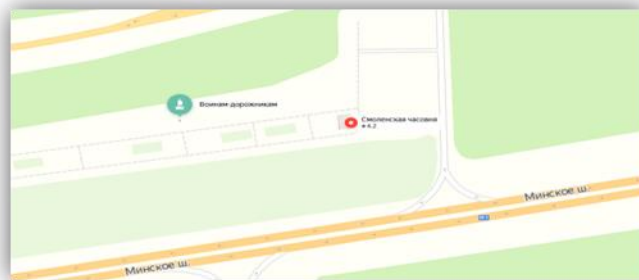 Воинам-дорожникам
Смоленская часовня
4.2
Минское ш.
Минское ш.